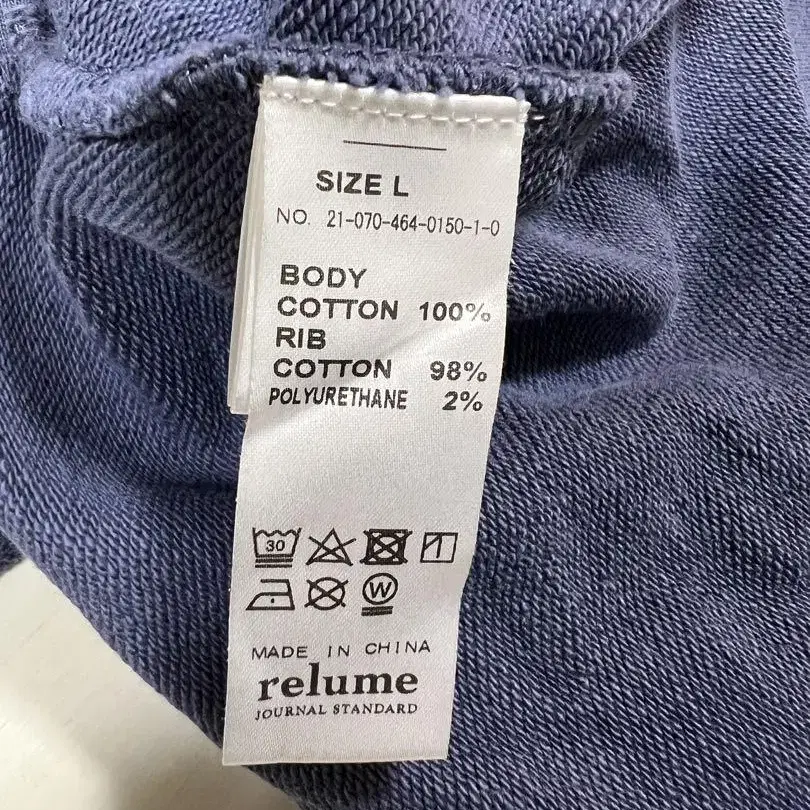 SIZE L
NO. 21-070-464-0150-1-0
BODY
COTTON 100%
RIB
COTTON 98%
POLYURETHANE 2%
30
W
MADE IN CHINA
relume
JOURNAL STANDARD